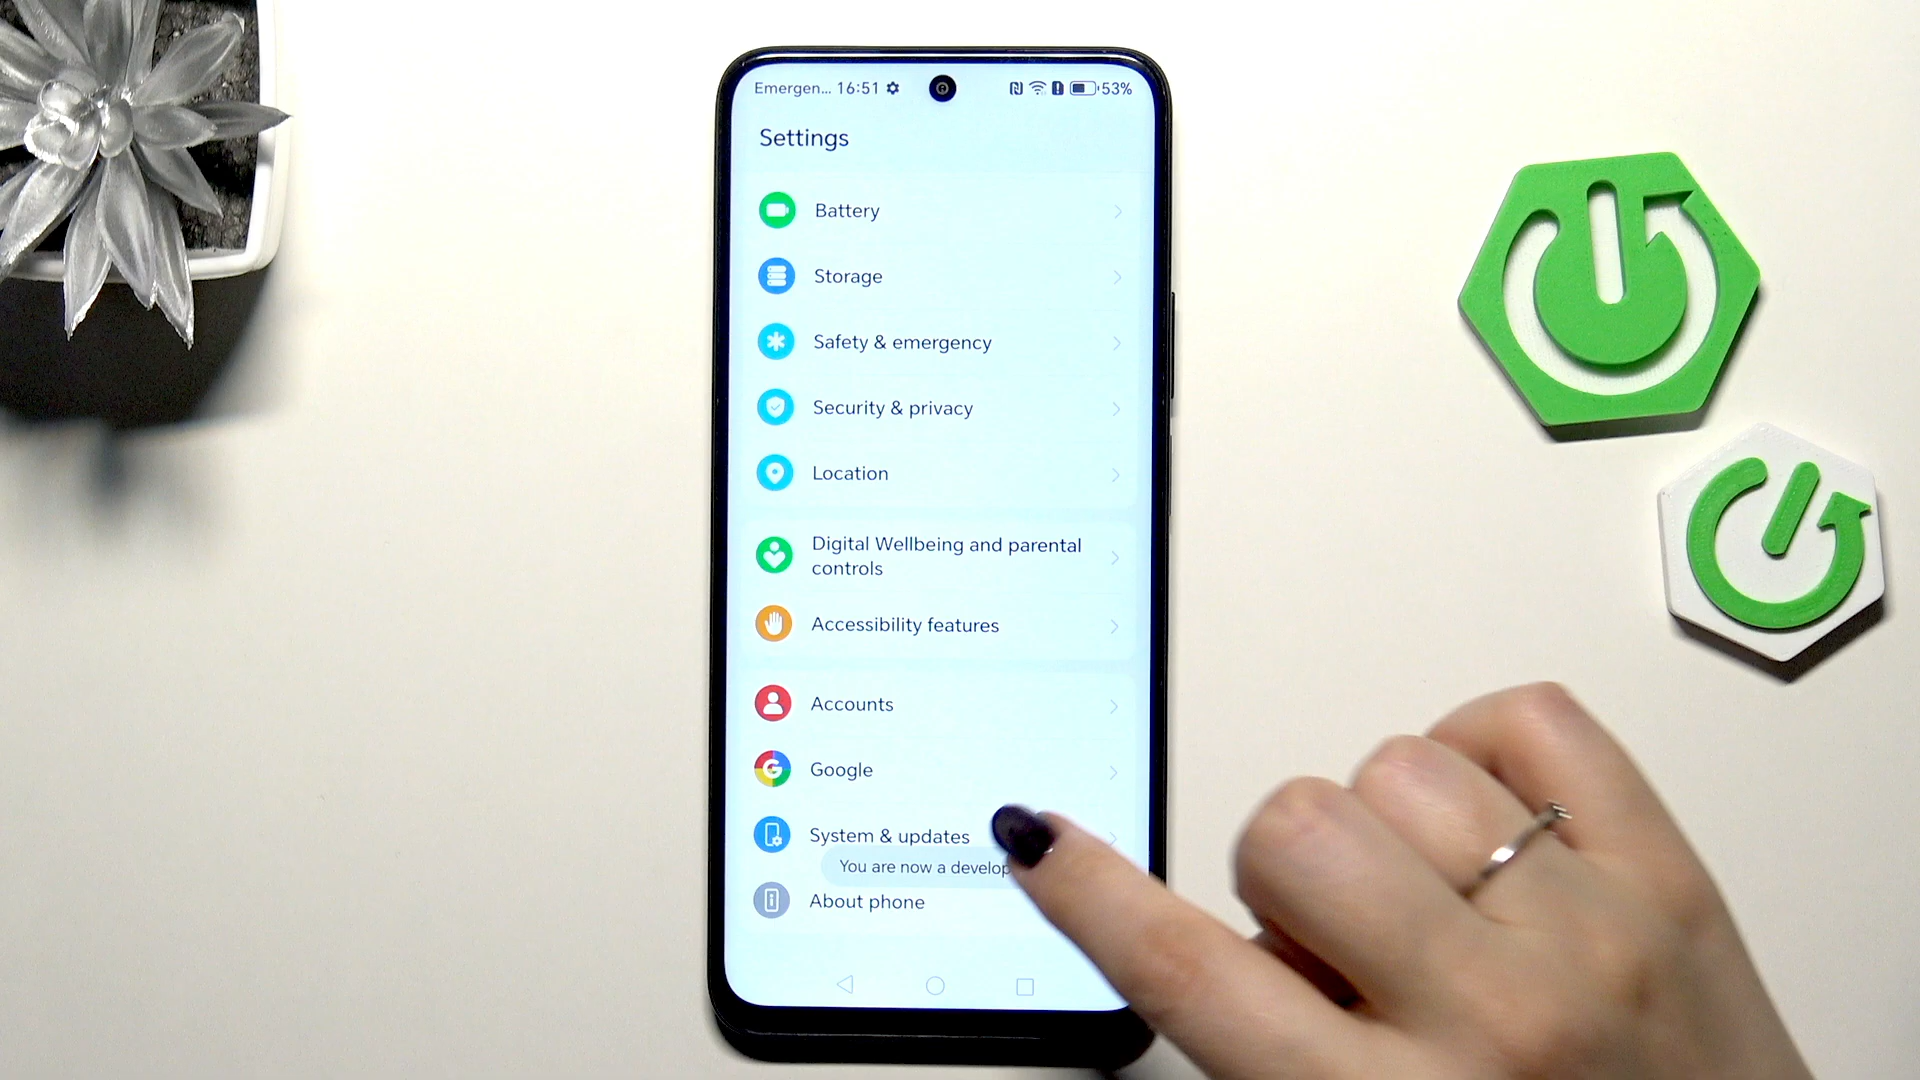 Emergen... 16:51 53%
Settings
Battery
Storage
Safety & emergency
Security & privacy
Location
Digital Wellbeing and parental
controls
Accessibility features
Accounts
Google
System & updates
You are now a develop
About phone